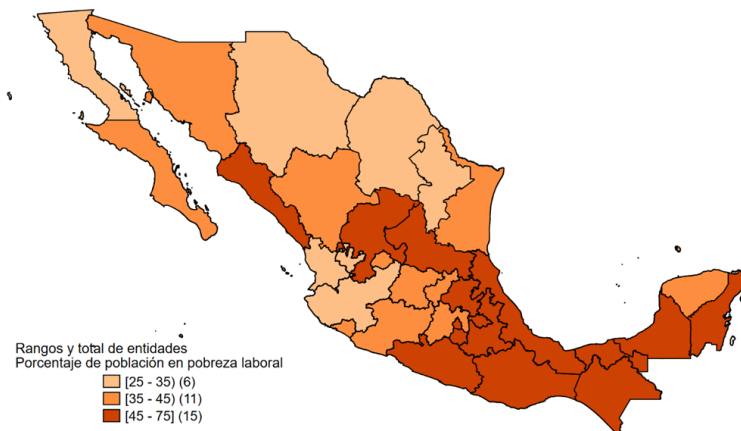 Rangos y total de entidades
Porcentaje de población en pobreza laboral
[25 - 35) (6)
[35 - 45) (11)
[45 - 75] (15)